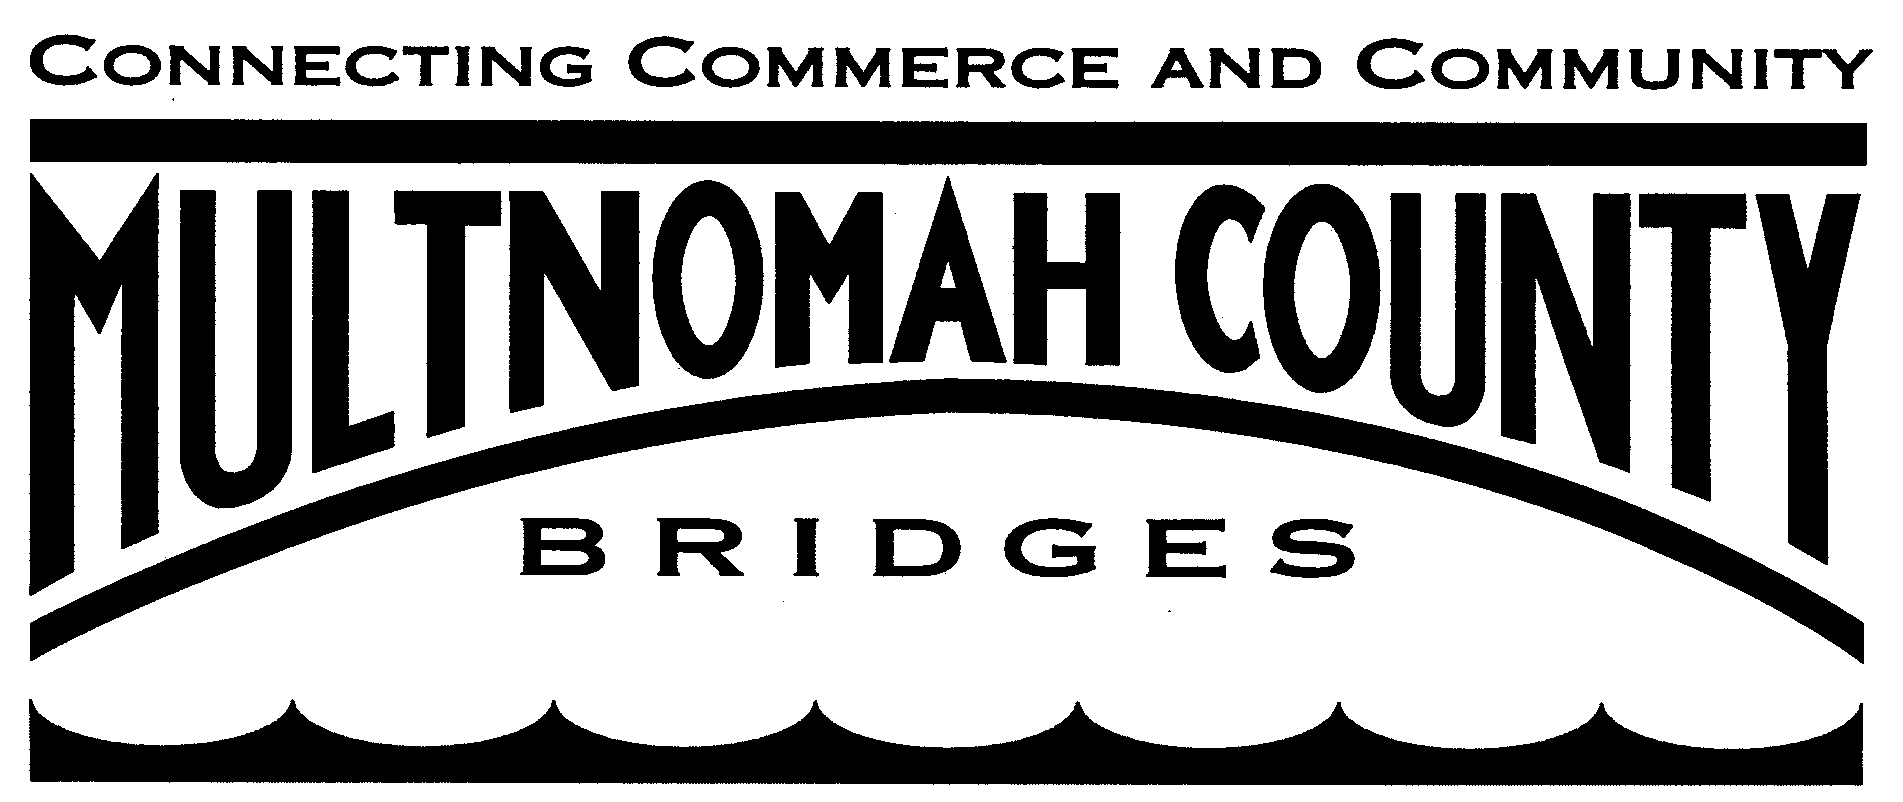 CONNECTING COMMERCE AND COMMUNITY
MULTNOMAH COUNTY
BRIDGES